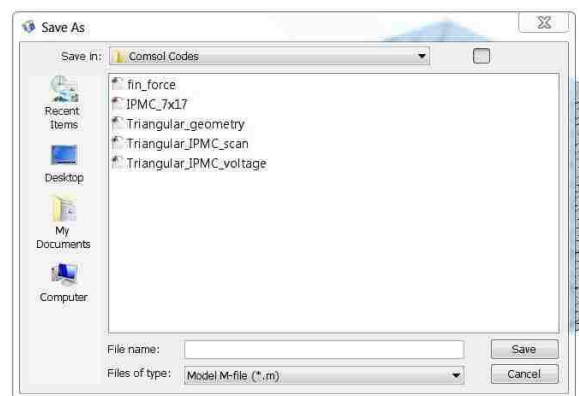 Save As
Save in:
Comsol Codes
Recent
Items
Desktop
My
Documents
Computer
fin_force
IPMC_7x17
Triangular_geometry
Triangular_IPMC_scan
Triangular_IPMC_voltage
File name:
Save
Files of type:
Model M-file (*.m)
Cancel